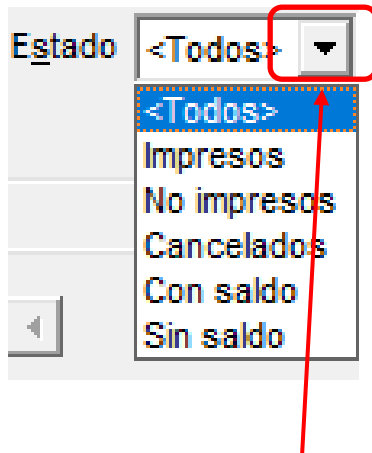 Estado <Todos>
<Todos>
Impresos
No impresos
Cancelados
Con saldo
Sin saldo